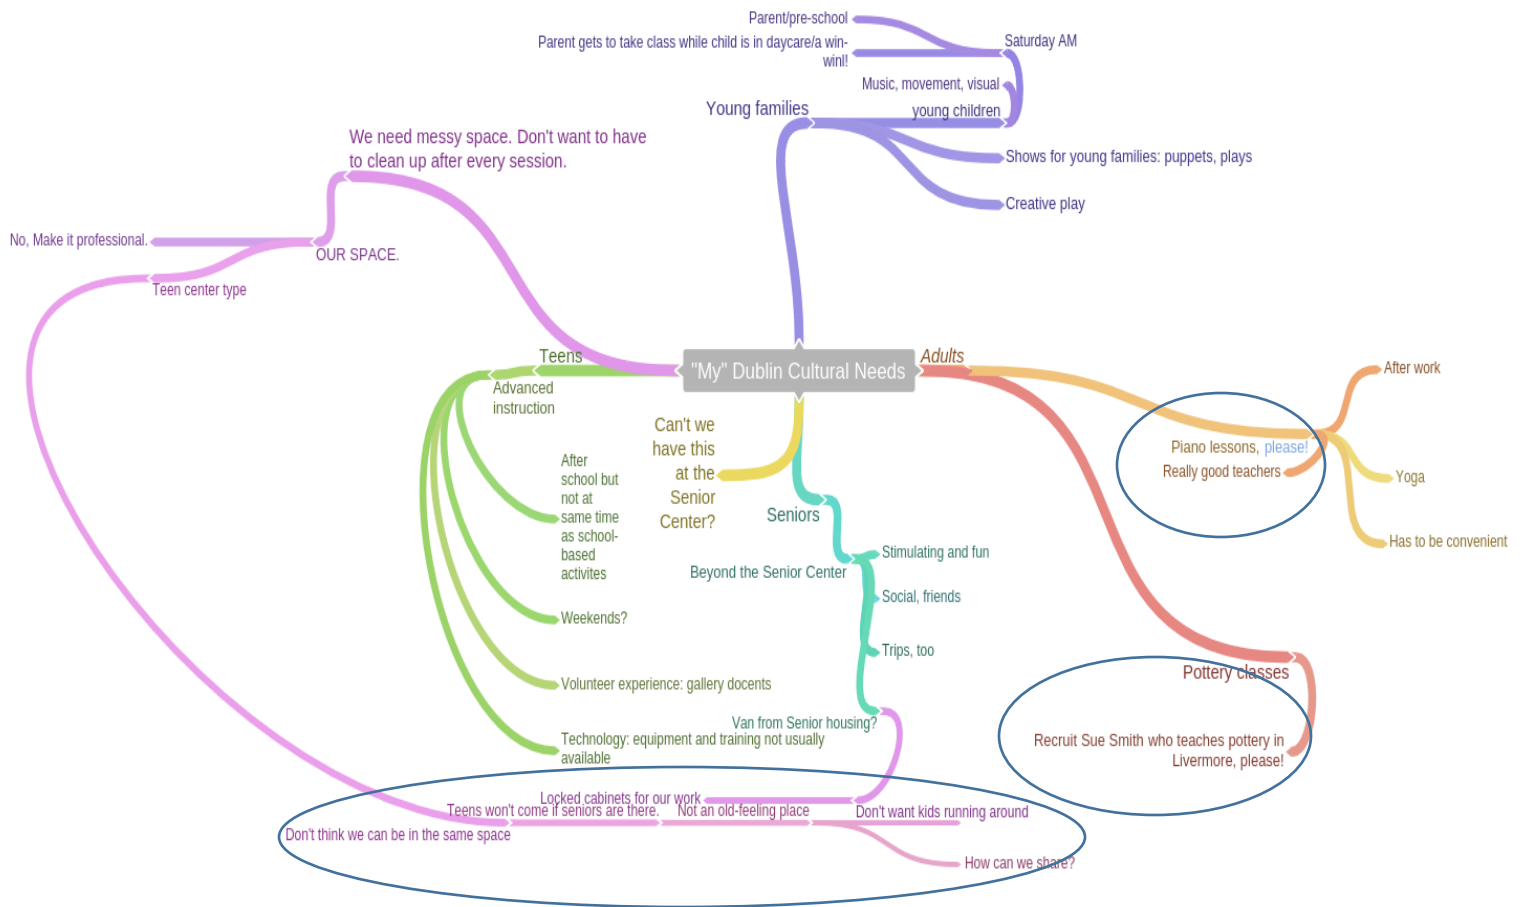 Parent/pre-school
Parent gets to take class while child is in daycare/a win-
winl!
Saturday AM
Music, movement, visual
young children
Young families
Shows for young families: puppets, plays
Creative play
We need messy space. Don't want to have
to clean up after every session.
No, Make it professional.
OUR SPACE.
Teen center type
"My" Dublin Cultural Needs
Teens
Advanced
instruction
After
school but
not at
same time
as school-
based
activites
Weekends?
Volunteer experience: gallery docents
Technology: equipment and training not usually
available
Can't we
have this
at the
Senior
Center?
Seniors
Beyond the Senior Center
Stimulating and fun
Social, friends
Trips, too
Van from Senior housing?
Adults
After work
Piano lessons, please!
Really good teachers
Yoga
Has to be convenient
Pottery classes
Recruit Sue Smith who teaches pottery in
Livermore, please!
Locked cabinets for our work
Teens won't come if seniors are there.
Not an old-feeling place
Don't want kids running around
Don't think we can be in the same space
How can we share?